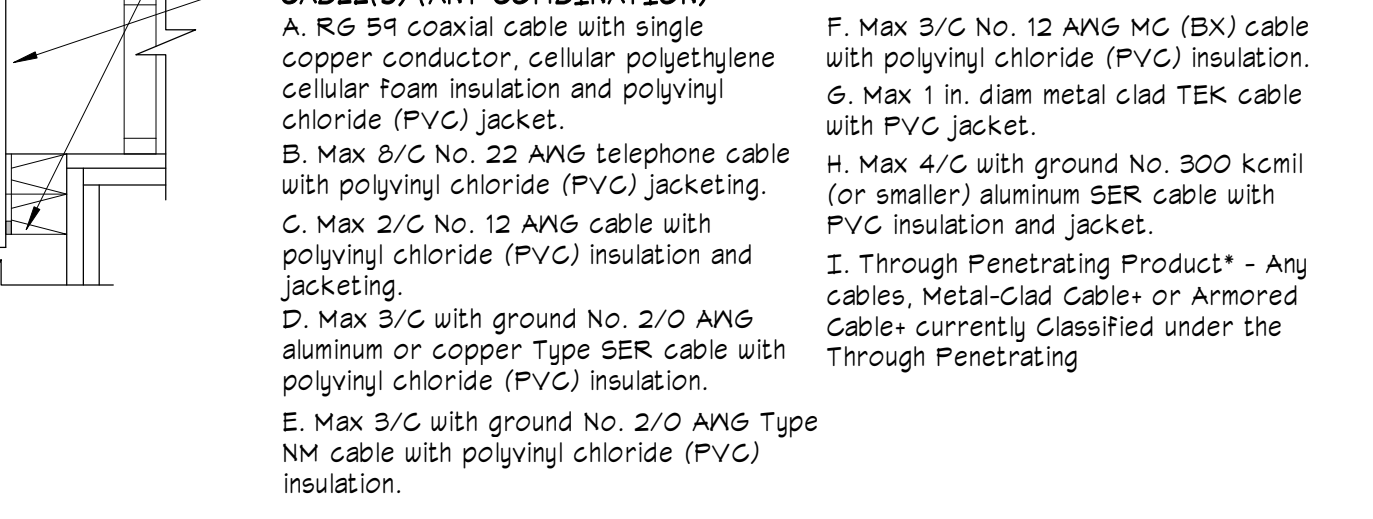 CABLE(S) (ANY COMBINATION)
A. RG 59 coaxial cable with single
copper conductor, cellular polyethylene
cellular foam insulation and polyvinyl
chloride (PVC) jacket.
B. Max 8/C No. 22 AWG telephone cable
with polyvinyl chloride (PVC) jacketing.
C. Max 2/C No. 12 AWG cable with
polyvinyl chloride (PVC) insulation and
jacketing.
D. Max 3/C with ground No. 2/0 AWG
aluminum or copper Type SER cable with
polyvinyl chloride (PVC) insulation.
E. Max 3/C with ground No. 2/0 AWG Type
NM cable with polyvinyl chloride (PVC)
insulation.
F. Max 3/C No. 12 AWG MC (BX) cable
with polyvinyl chloride (PVC) insulation.
G. Max 1 in. diam metal clad TEK cable
with PVC jacket.
H. Max 4/C with ground No. 300 kcmil
(or smaller) aluminum SER cable with
PVC insulation and jacket.
I. Through Penetrating Product* - Any
cables, Metal-Clad Cable+ or Armored
Cable+ currently Classified under the
Through Penetrating